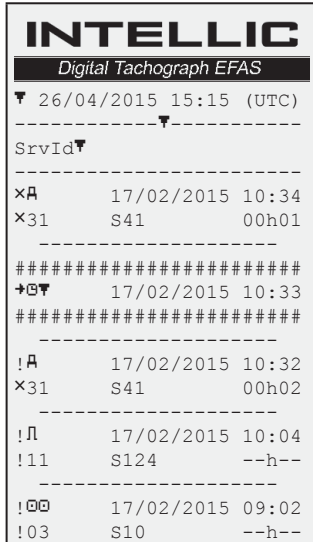 INTELLIC
Digital Tachograph EFAS
▼ 26/04/2015 15:15 (UTC)
------------▼-----------
SrvId▼
------------------------
×A 17/02/2015 10:34
×31 S41 00h01
--------------------
########################
17/02/2015 10:33
########################
--------------------
!A 17/02/2015 10:32
×31 S41 00h02
--------------------
!Л 17/02/2015 10:04
!11 S124 --h--
--------------------
! 17/02/2015 09:02
!03 S10 --h--